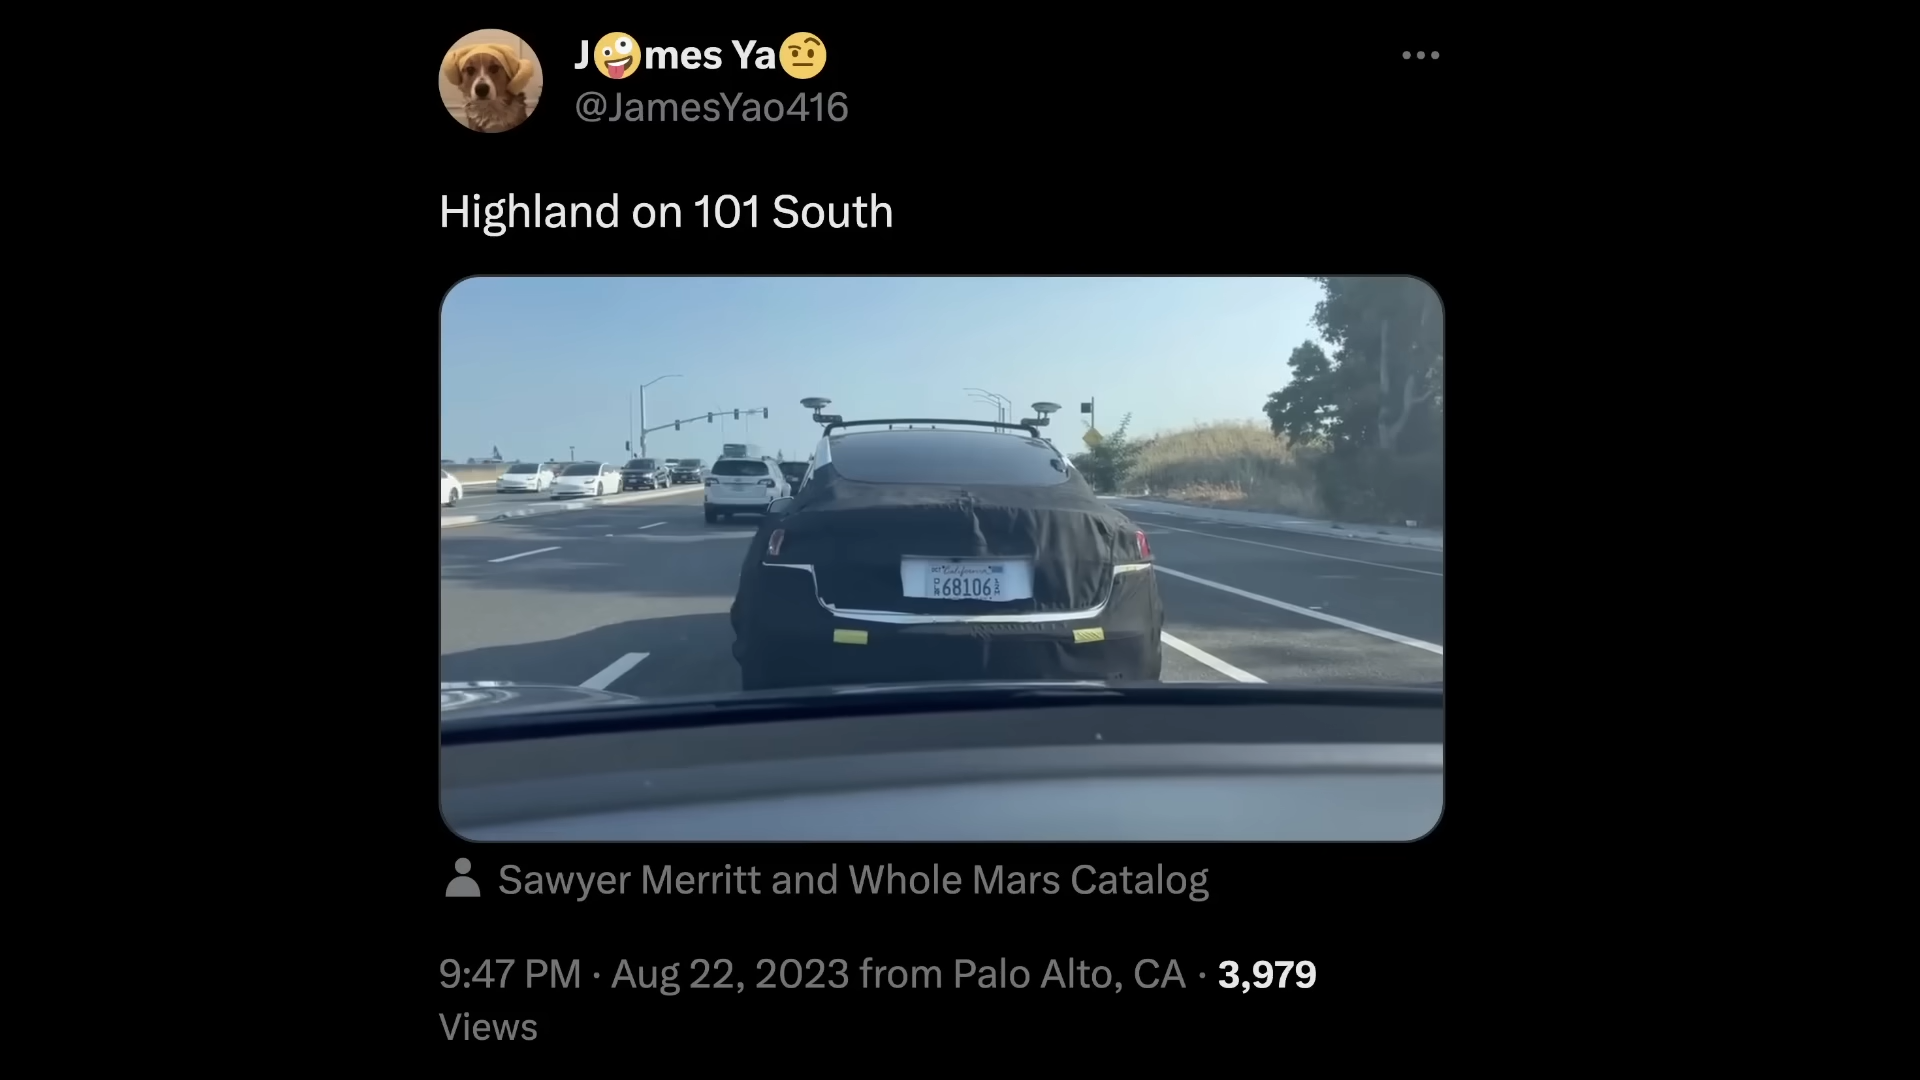 J🤪mes Ya🤨
@JamesYao416
Highland on 101 South
California
68106
Sawyer Merritt and Whole Mars Catalog
9:47 PM · Aug 22, 2023 from Palo Alto, CA · 3,979
Views